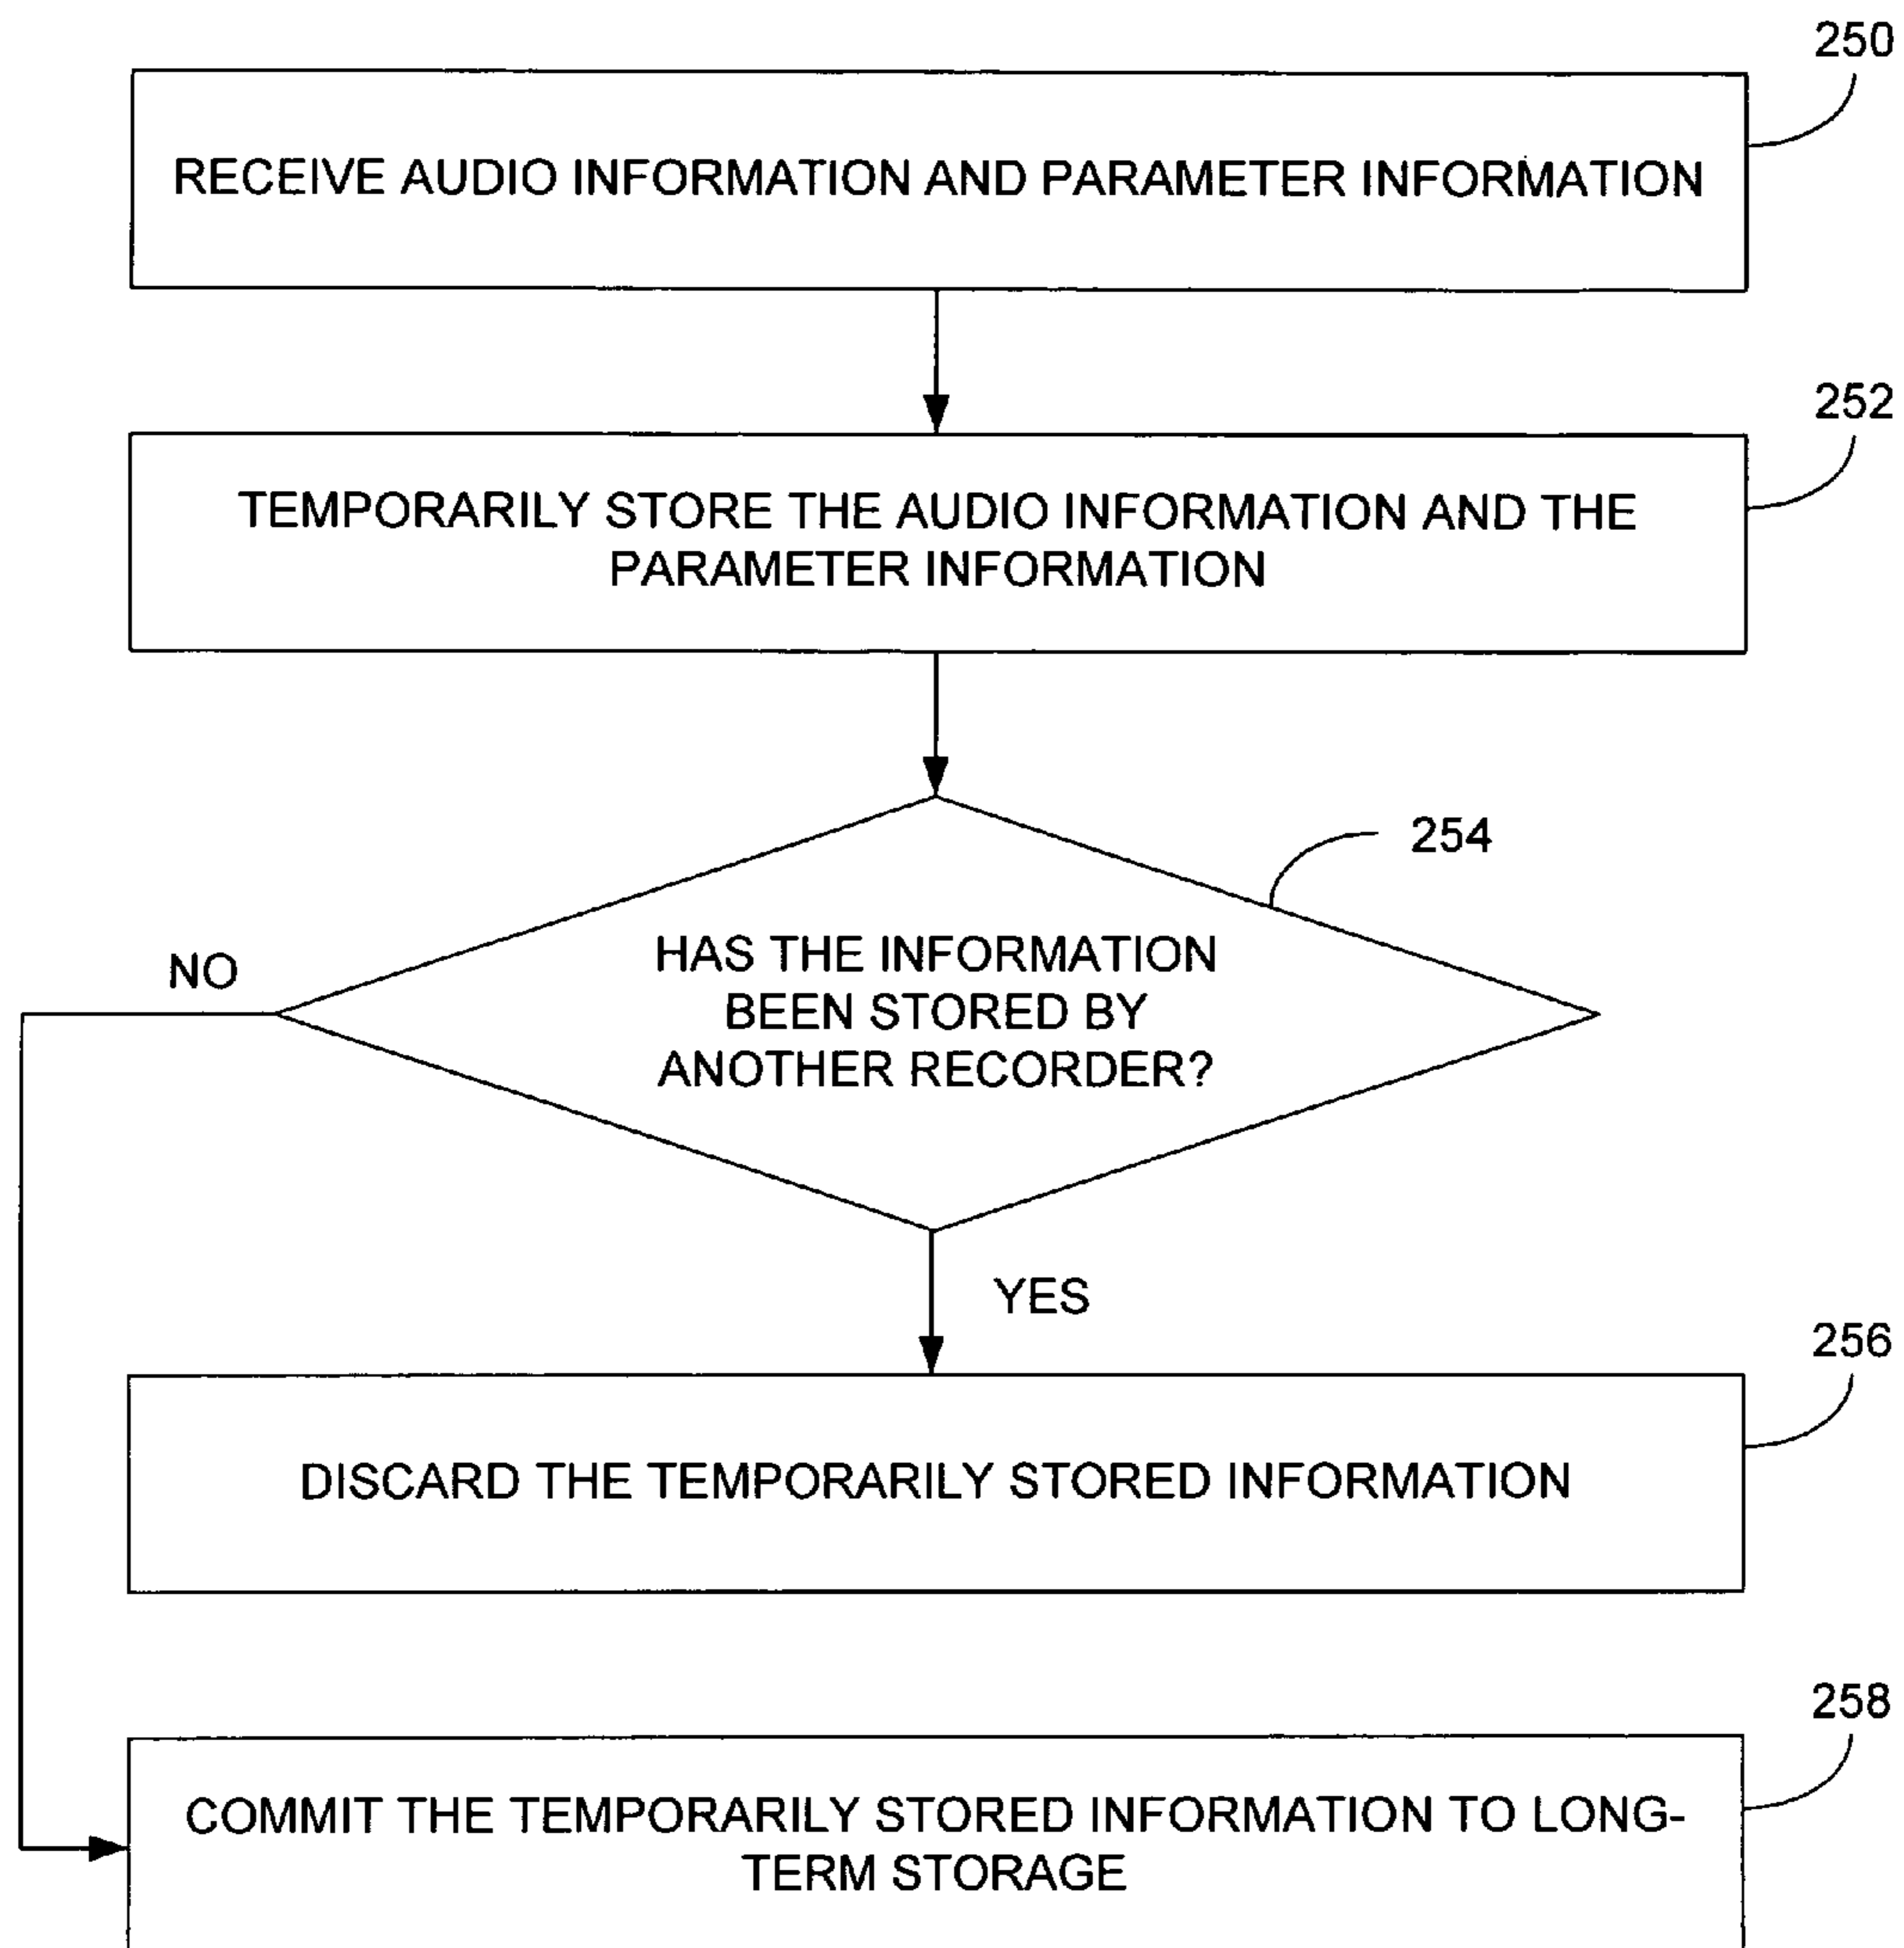 250
RECEIVE AUDIO INFORMATION AND PARAMETER INFORMATION
252
TEMPORARILY STORE THE AUDIO INFORMATION AND THE
PARAMETER INFORMATION
254
HAS THE INFORMATION
BEEN STORED BY
ANOTHER RECORDER?
NO
YES
256
DISCARD THE TEMPORARILY STORED INFORMATION
258
COMMIT THE TEMPORARILY STORED INFORMATION TO LONG-
TERM STORAGE